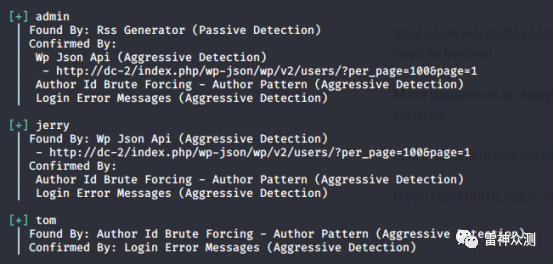 [+] admin
Found By: Rss Generator (Passive Detection)
Confirmed By:
Wp Json Api (Aggressive Detection)
- http://dc-2/index.php/wp-json/wp/v2/users/?per_page=100&page=1
Author Id Brute Forcing - Author Pattern (Aggressive Detection)
Login Error Messages (Aggressive Detection)
[+] jerry
Found By: Wp Json Api (Aggressive Detection)
- http://dc-2/index.php/wp-json/wp/v2/users/?per_page=100&page=1
Confirmed By:
Author Id Brute Forcing - Author Pattern (Aggressive Detection)
Login Error Messages (Aggressive Detection)
[+] tom
Found By: Author Id Brute Forcing - Author Pattern (Aggressive Detection)
Confirmed By: Login Error Messages (Aggressive Detection)
Your usual wordlists prob
need to be cewl.
More passwords is alway
them all.
to see the ne
If you can't find it, log in a
雷神众测